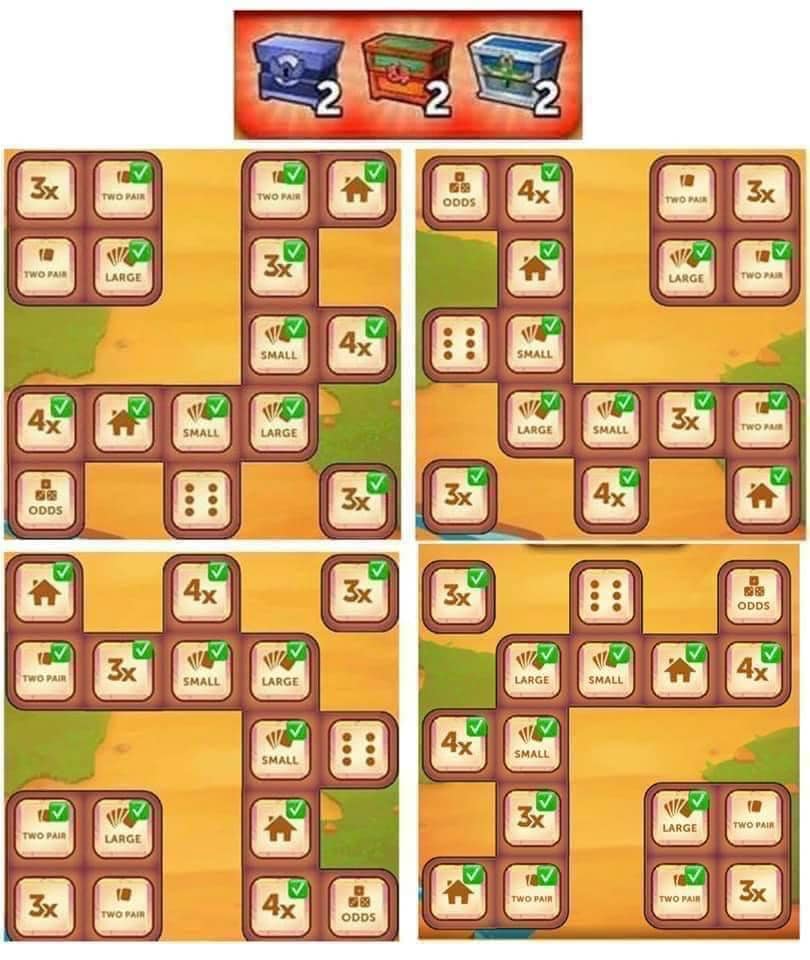 2 2 2
3x TWO PAIR TWO PAIR
TWO PAIR LARGE 3x
SMALL 4x
4x SMALL LARGE
ODDS 3x
ODDS 4x TWO PAIR 3x
LARGE TWO PAIR
SMALL
LARGE SMALL 3x TWO PAIR
3x 4x
4x 3x
TWO PAIR 3x SMALL LARGE
SMALL
TWO PAIR LARGE
3x TWO PAIR 4x ODDS
3x ODDS
LARGE SMALL 4x
4x SMALL
3x LARGE TWO PAIR
TWO PAIR TWO PAIR 3x